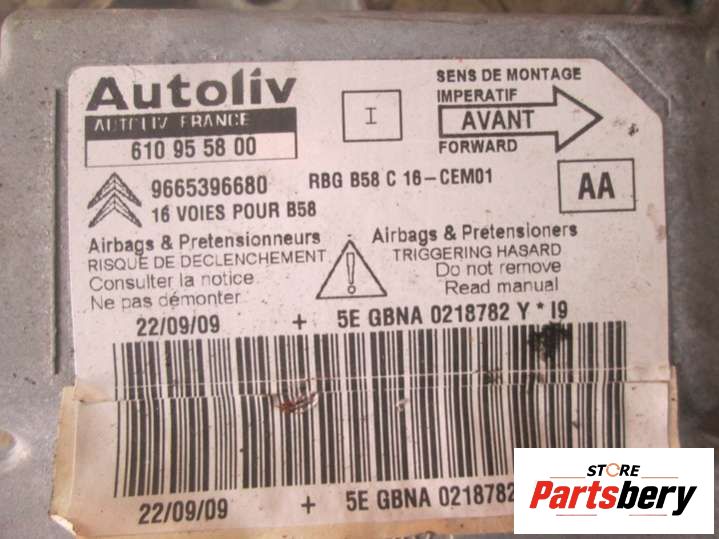 Autoliv
AUTOLIV FRANCE
610 95 58 00
I
SENS DE MONTAGE
IMPERATIF
AVANT
FORWARD
9665396680 RBG B58 C 16-CEM01
16 VOIES POUR B58
AA
Airbags & Pretensionneurs
RISQUE DE DECLENCHEMENT
Consulter la notice
Ne pas démonter
Airbags & Pretensioners
TRIGGERING HASARD
Do not remove
Read manual
22/09/09 + 5E GBNA 0218782 Y * I9
22/09/09 + 5E GBNA 0218782
STORE
Partsbery